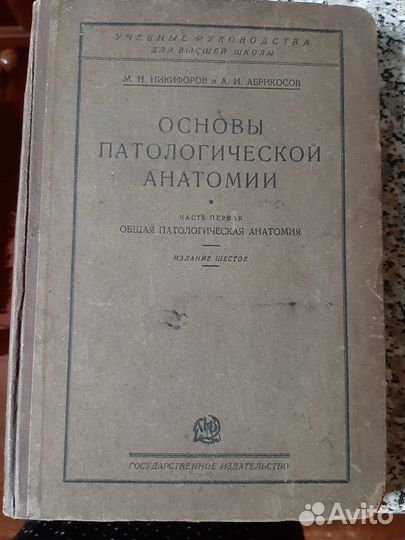 УЧЕБНЫЕ РУКОВОДСТВА
ДЛЯ ВЫСШЕЙ ШКОЛЫ
М. Н. НИКИФОРОВ и А. И. АБРИКОСОВ
ОСНОВЫ
ПАТОЛОГИЧЕСКОЙ
АНАТОМИИ
*
ЧАСТЬ ПЕРВАЯ
ОБЩАЯ ПАТОЛОГИЧЕСКАЯ АНАТОМИЯ
ИЗДАНИЕ ШЕСТОЕ
ГОСУДАРСТВЕННОЕ ИЗДАТЕЛЬСТВО
Avito